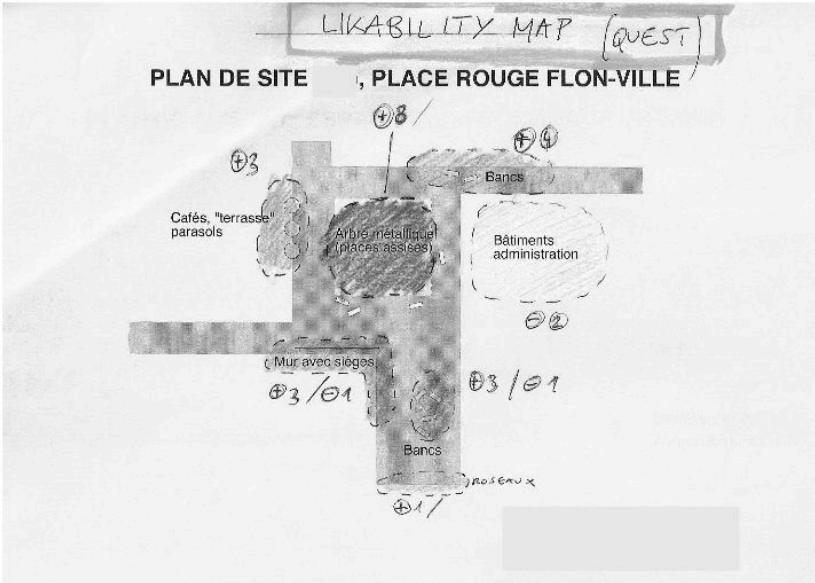 LIKABILITY MAP (QUEST)
PLAN DE SITE , PLACE ROUGE FLON-VILLE
⊕8/
⊕4
⊕3
Bancs
Cafés, "terrasse"
parasols
Arbre métallique
(places assises)
Bâtiments
administration
⊖2
Mur avec sièges
⊕3/⊖1
⊕3/⊖1
Bancs
ROSEAUX
⊕1/